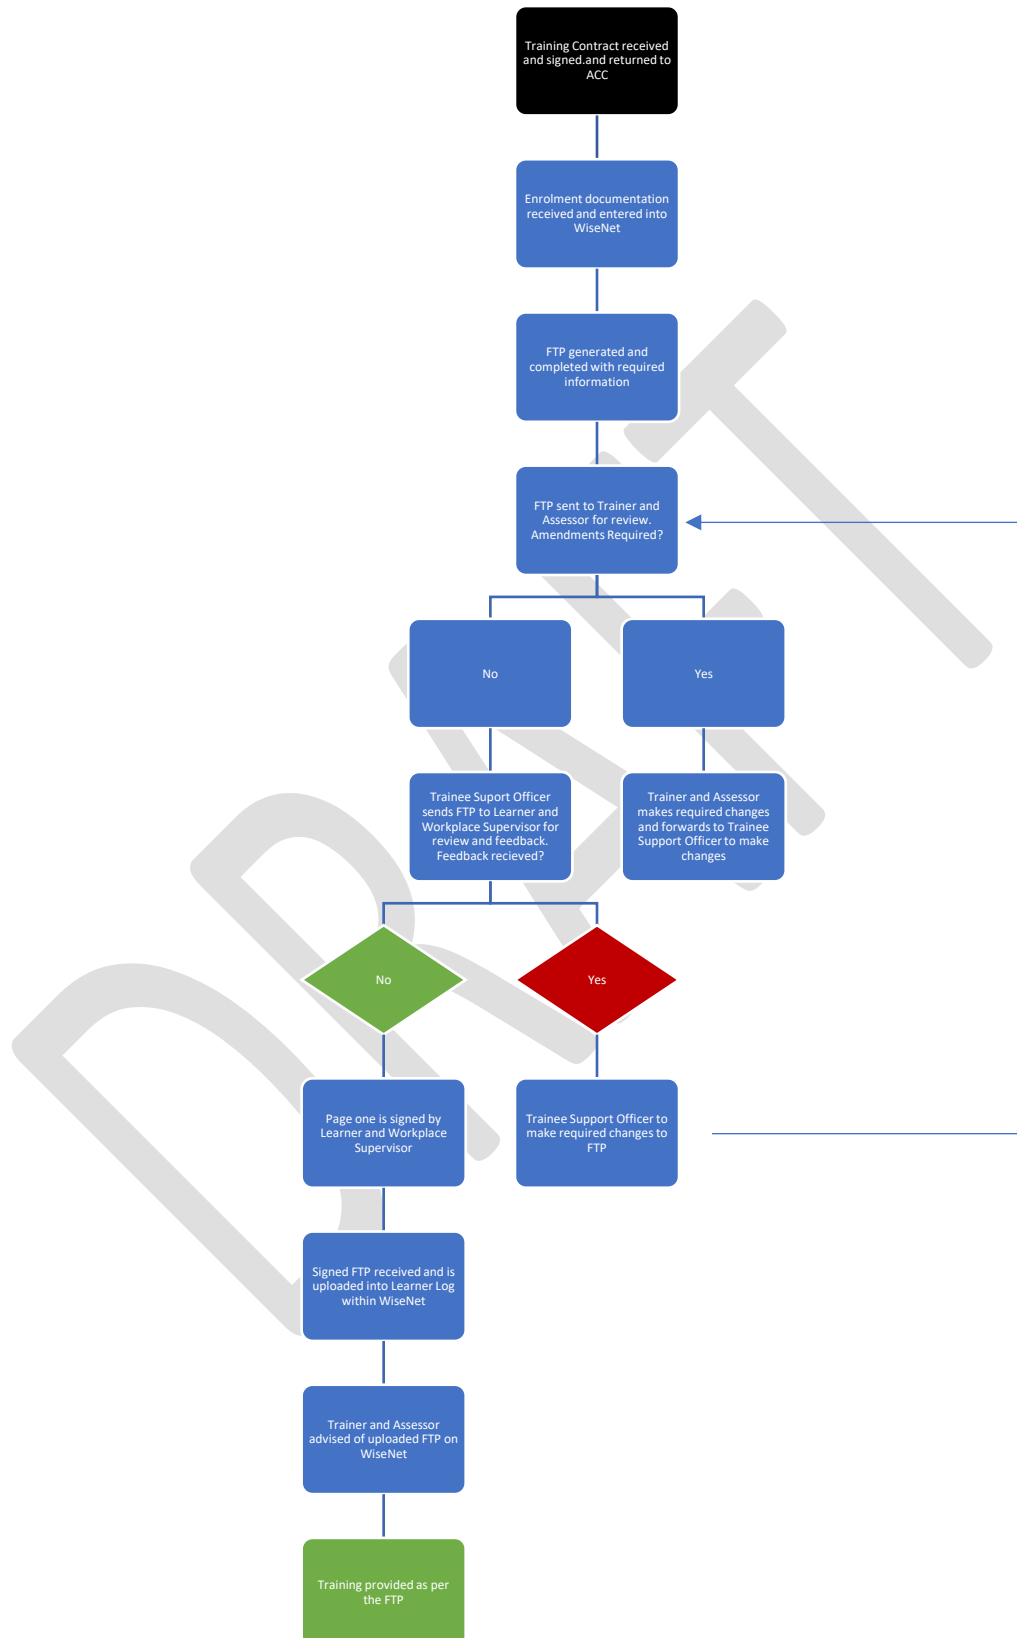 Training Contract received
and signed.and returned to
ACC
Enrolment documentation
received and entered into
WiseNet
FTP generated and
completed with required
information
FTP sent to Trainer and
Assessor for review.
Amendments Required?
No
Yes
Trainee Suport Officer
sends FTP to Learner and
Workplace Supervisor for
review and feedback.
Feedback recieved?
Trainer and Assessor
makes required changes
and forwards to Trainee
Support Officer to make
changes
No
Yes
Page one is signed by
Learner and Workplace
Supervisor
Trainee Support Officer to
make required changes to
FTP
Signed FTP received and is
uploaded into Learner Log
within WiseNet
Trainer and Assessor
advised of uploaded FTP on
WiseNet
Training provided as per
the FTP
DRAFT